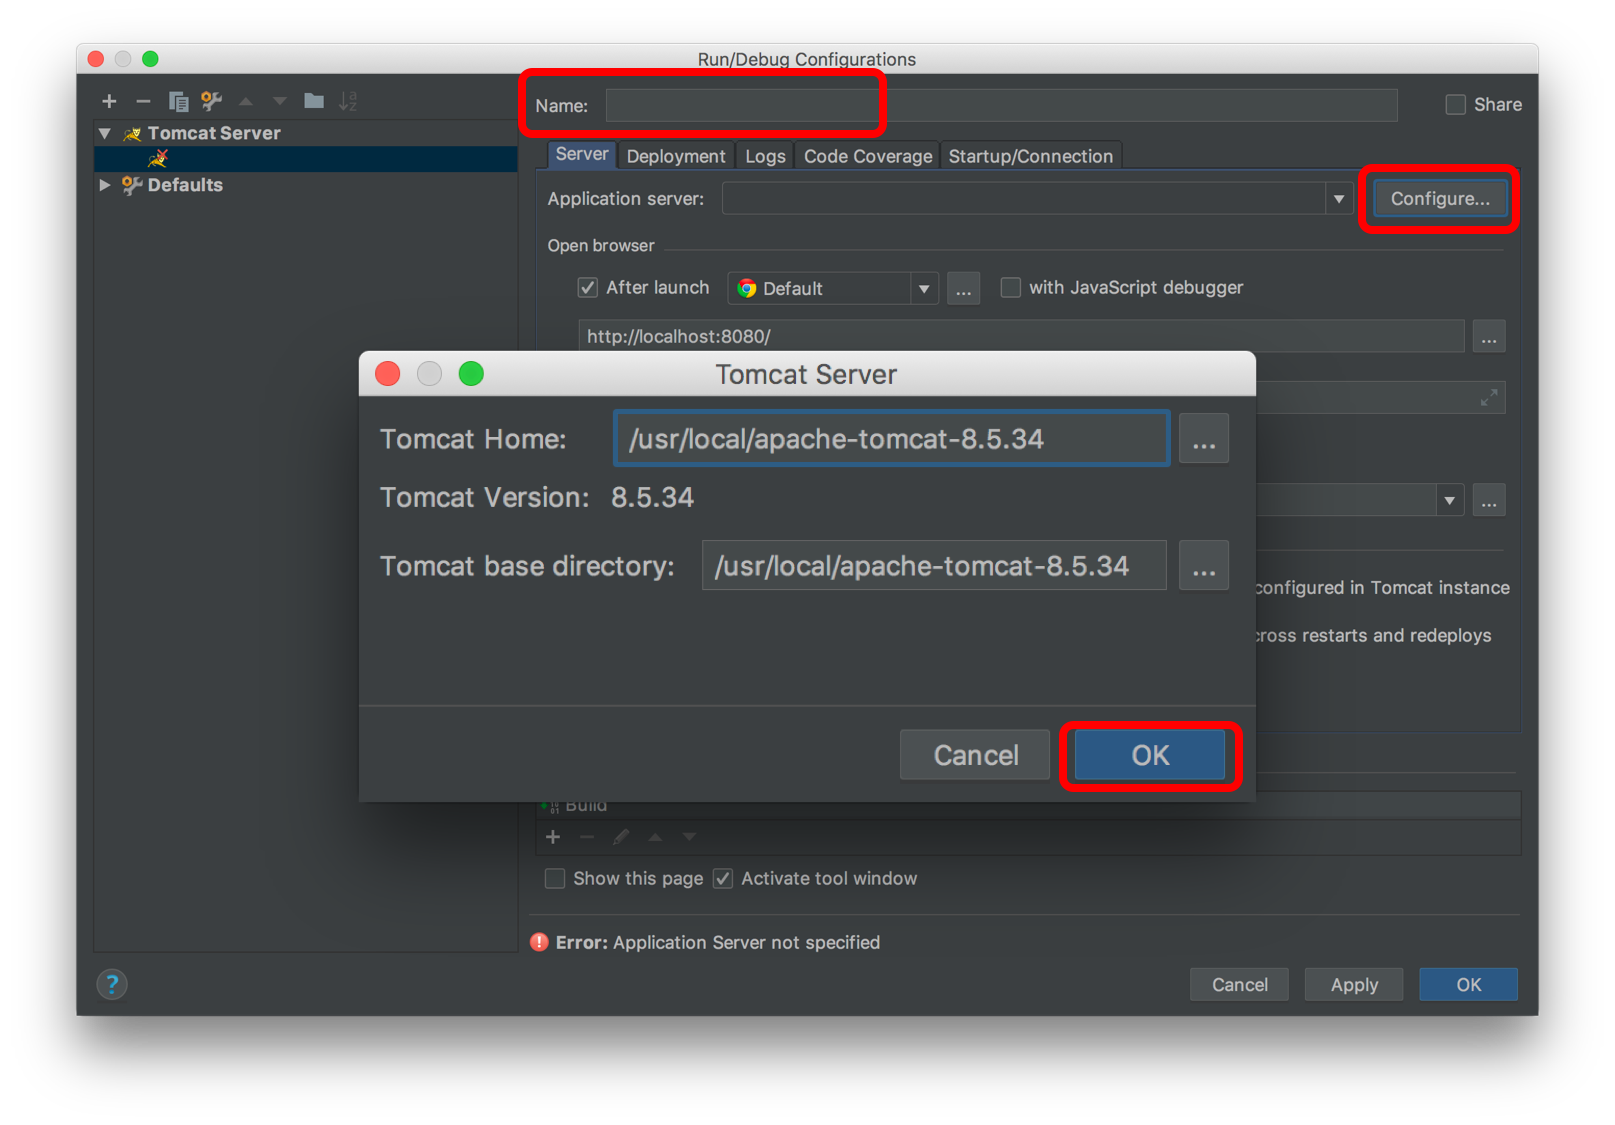 Run/Debug Configurations
Name:
Share
Tomcat Server
Defaults
Server
Deployment
Logs
Code Coverage
Startup/Connection
Application server:
Configure...
Open browser
After launch
Default
...
with JavaScript debugger
http://localhost:8080/
...
Tomcat Server
Tomcat Home:
/usr/local/apache-tomcat-8.5.34
...
Tomcat Version: 8.5.34
...
Tomcat base directory:
/usr/local/apache-tomcat-8.5.34
...
configured in Tomcat instance
cross restarts and redeploys
Cancel
OK
Build
Show this page
Activate tool window
Error: Application Server not specified
?
Cancel
Apply
OK